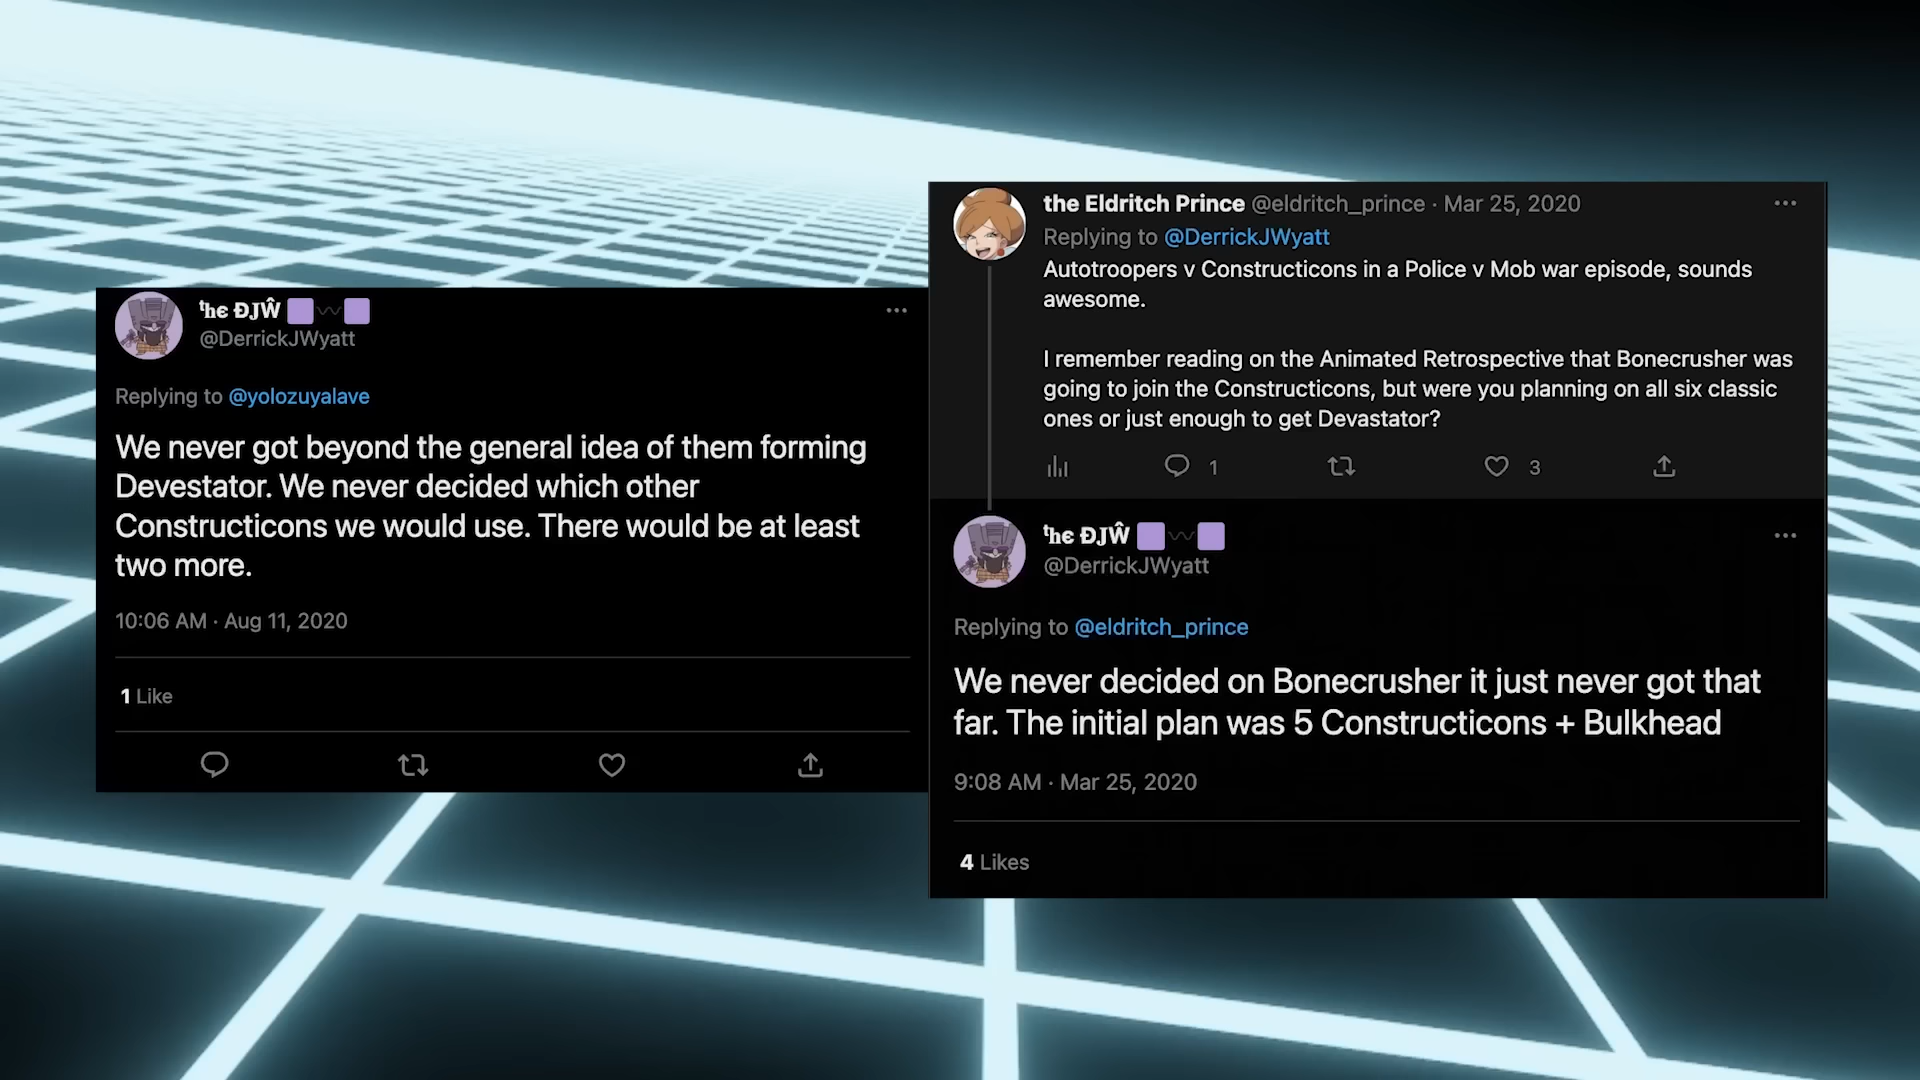 ᵗhє ĐJŴ
@DerrickJWyatt
Replying to @yolozuyalave
We never got beyond the general idea of them forming
Devestator. We never decided which other
Constructicons we would use. There would be at least
two more.
10:06 AM · Aug 11, 2020
1 Like
the Eldritch Prince @eldritch_prince · Mar 25, 2020
Replying to @DerrickJWyatt
Autotroopers v Constructicons in a Police v Mob war episode, sounds
awesome.
I remember reading on the Animated Retrospective that Bonecrusher was
going to join the Constructicons, but were you planning on all six classic
ones or just enough to get Devastator?
1 3
ᵗhє ĐJŴ
@DerrickJWyatt
Replying to @eldritch_prince
We never decided on Bonecrusher it just never got that
far. The initial plan was 5 Constructicons + Bulkhead
9:08 AM · Mar 25, 2020
4 Likes